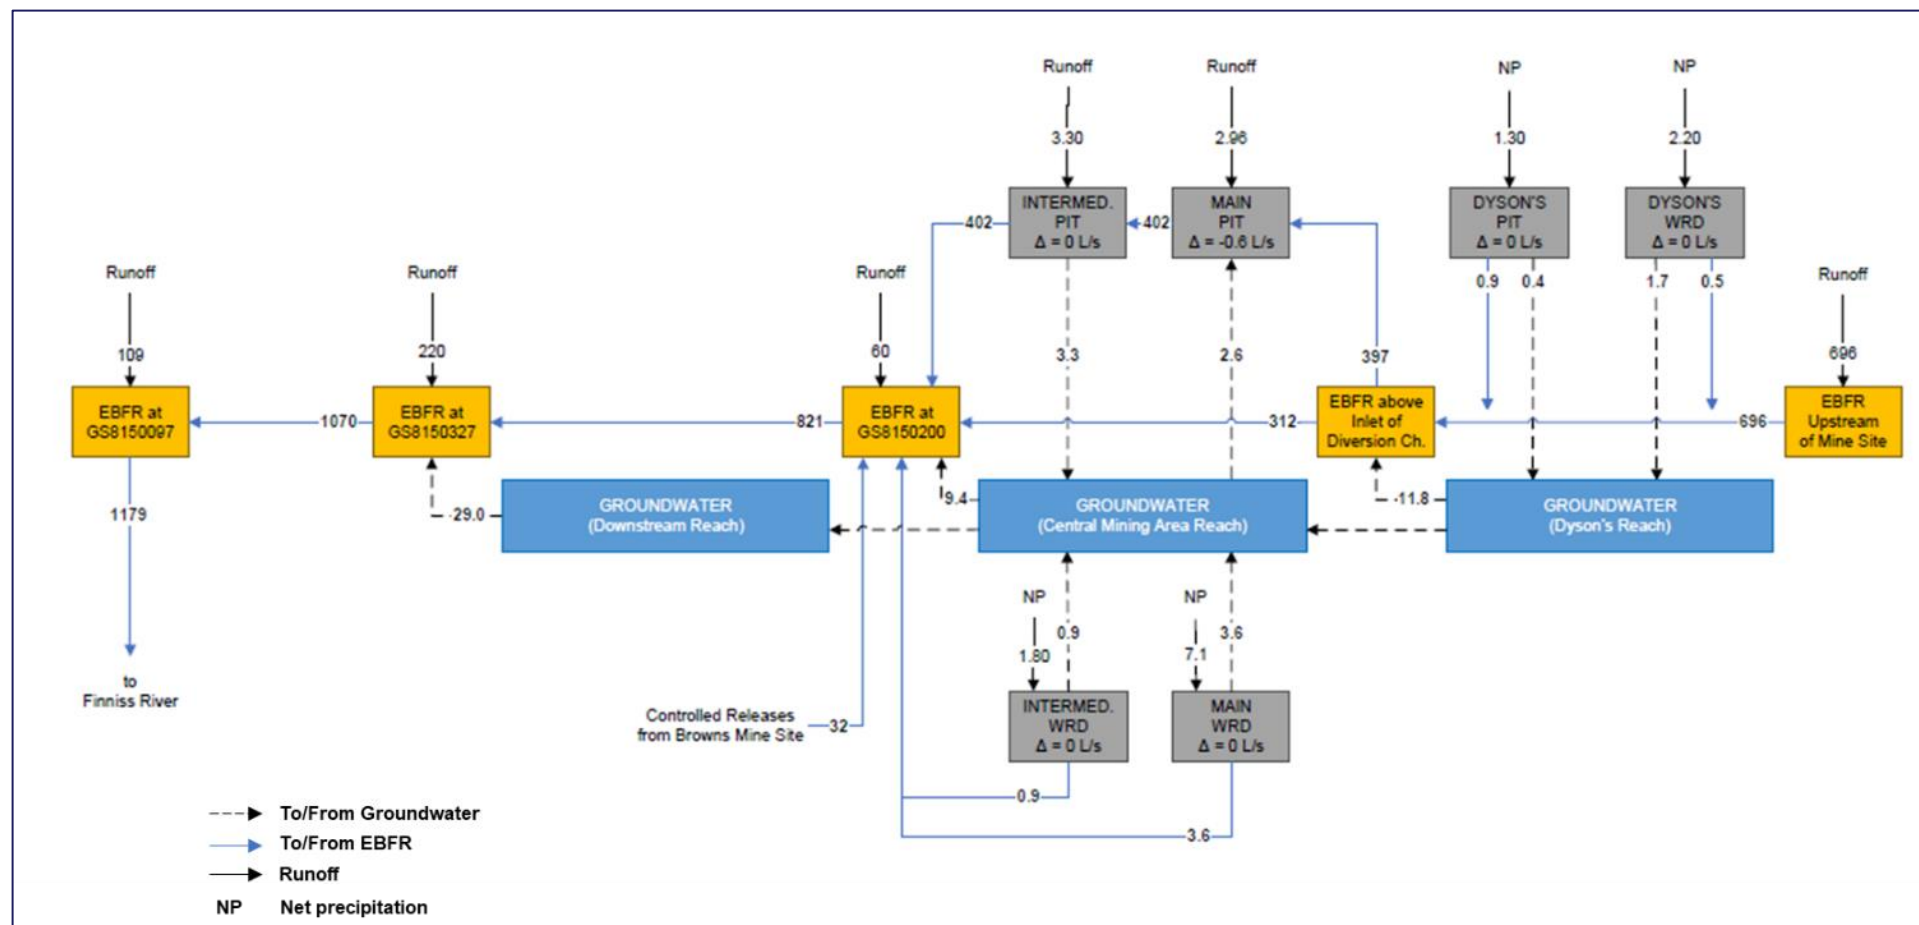 Runoff
Runoff
NP
NP
3.30
2.96
1.30
2.20
INTERMED.
PIT
Δ = 0 L/s
MAIN
PIT
Δ = -0.6 L/s
DYSON'S
PIT
Δ = 0 L/s
DYSON'S
WRD
Δ = 0 L/s
402
402
Runoff
Runoff
Runoff
Runoff
0.9
0.4
1.7
0.5
109
220
60
3.3
2.6
397
696
EBFR at
GS8150097
1070
EBFR at
GS8150327
821
EBFR at
GS8150200
312
EBFR above
Inlet of
Diversion Ch.
696
EBFR
Upstream
of Mine Site
1179
-29.0
GROUNDWATER
(Downstream Reach)
9.4
GROUNDWATER
(Central Mining Area Reach)
-11.8
GROUNDWATER
(Dyson's Reach)
NP
NP
0.9
3.6
1.80
7.1
to
Finniss River
Controlled Releases
from Browns Mine Site
32
INTERMED.
WRD
Δ = 0 L/s
MAIN
WRD
Δ = 0 L/s
0.9
3.6
To/From Groundwater
To/From EBFR
Runoff
NP Net precipitation